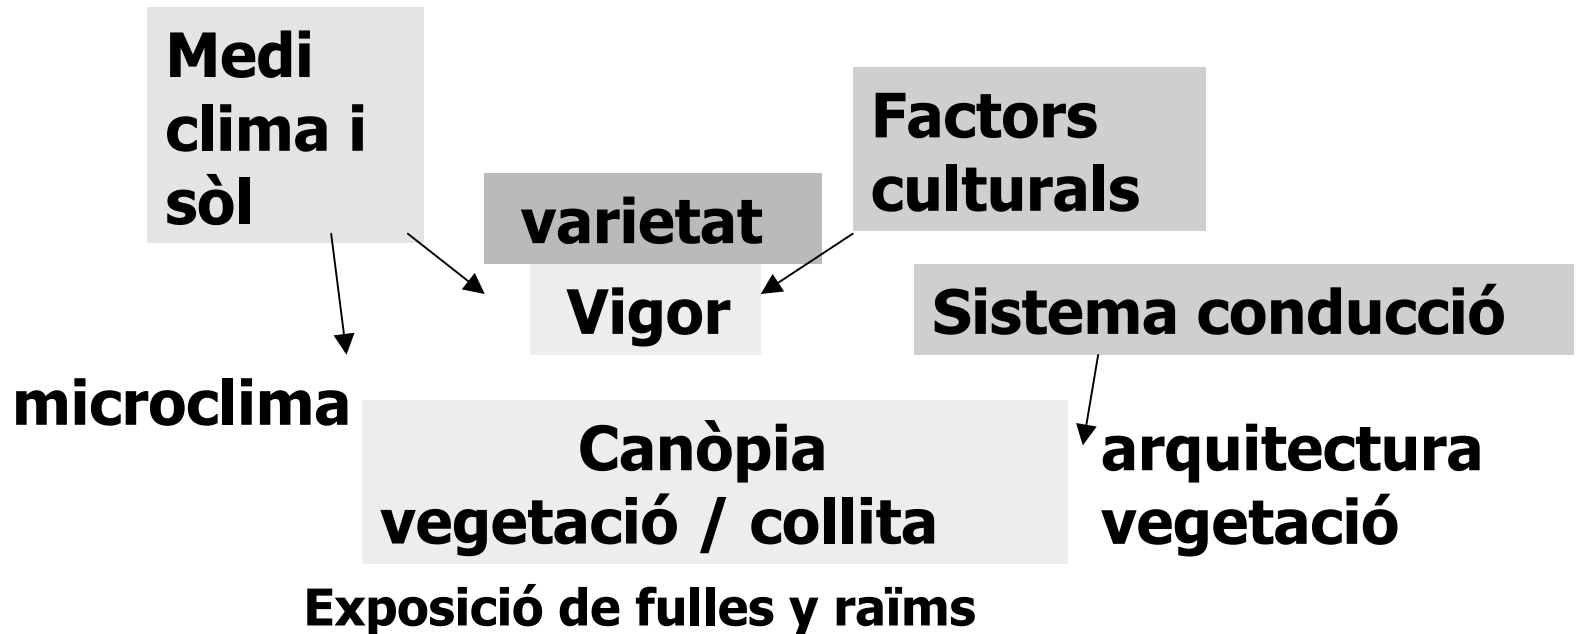 Medi
clima i
sòl
Factors
culturals
varietat
Vigor
Sistema conducció
microclima
Canòpia
vegetació / collita
arquitectura
vegetació
Exposició de fulles y raïms